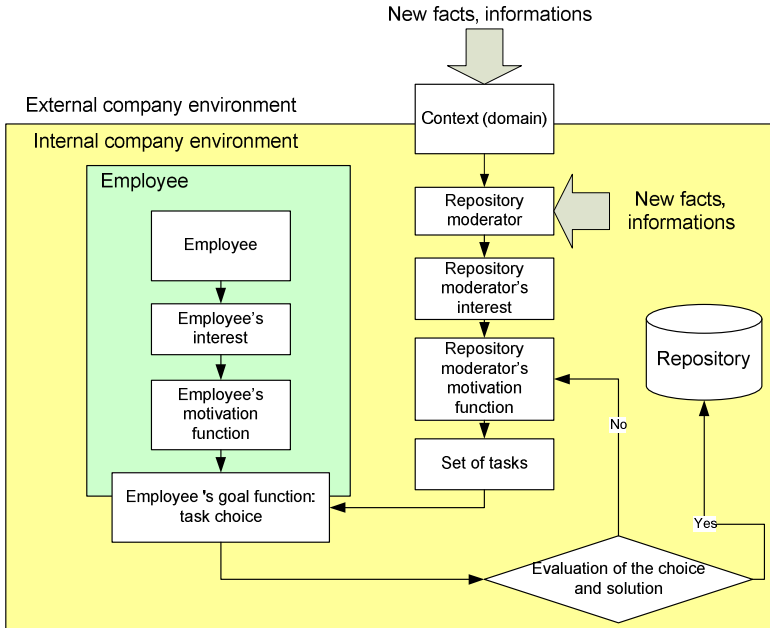 New facts, informations
External company environment
Context (domain)
Internal company environment
Employee
Repository
moderator
New facts,
informations
Employee
Repository
moderator's
interest
Employee's
interest
Repository
moderator's
motivation
function
Repository
Employee's
motivation
function
No
Set of tasks
Employee 's goal function:
task choice
Yes
Evaluation of the choice
and solution